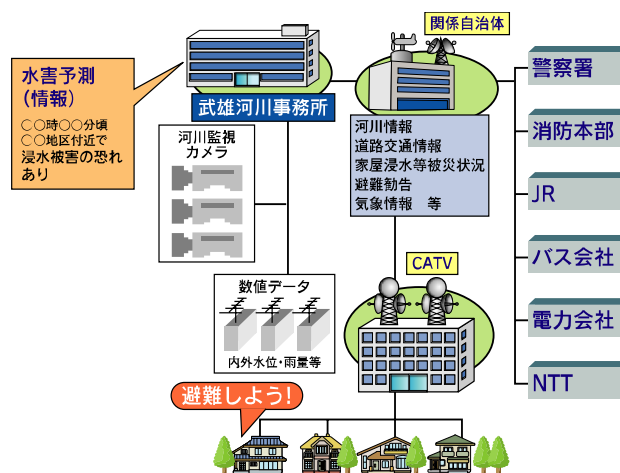 水害予測
(情報)
○○時○○分頃
○○地区付近で
浸水被害の恐れ
あり
武雄河川事務所
関係自治体
河川情報
道路交通情報
家屋浸水等被災状況
避難勧告
気象情報　等
警察署
消防本部
JR
バス会社
電力会社
NTT
河川監視
カメラ
数値データ
内外水位・雨量等
CATV
避難しよう!